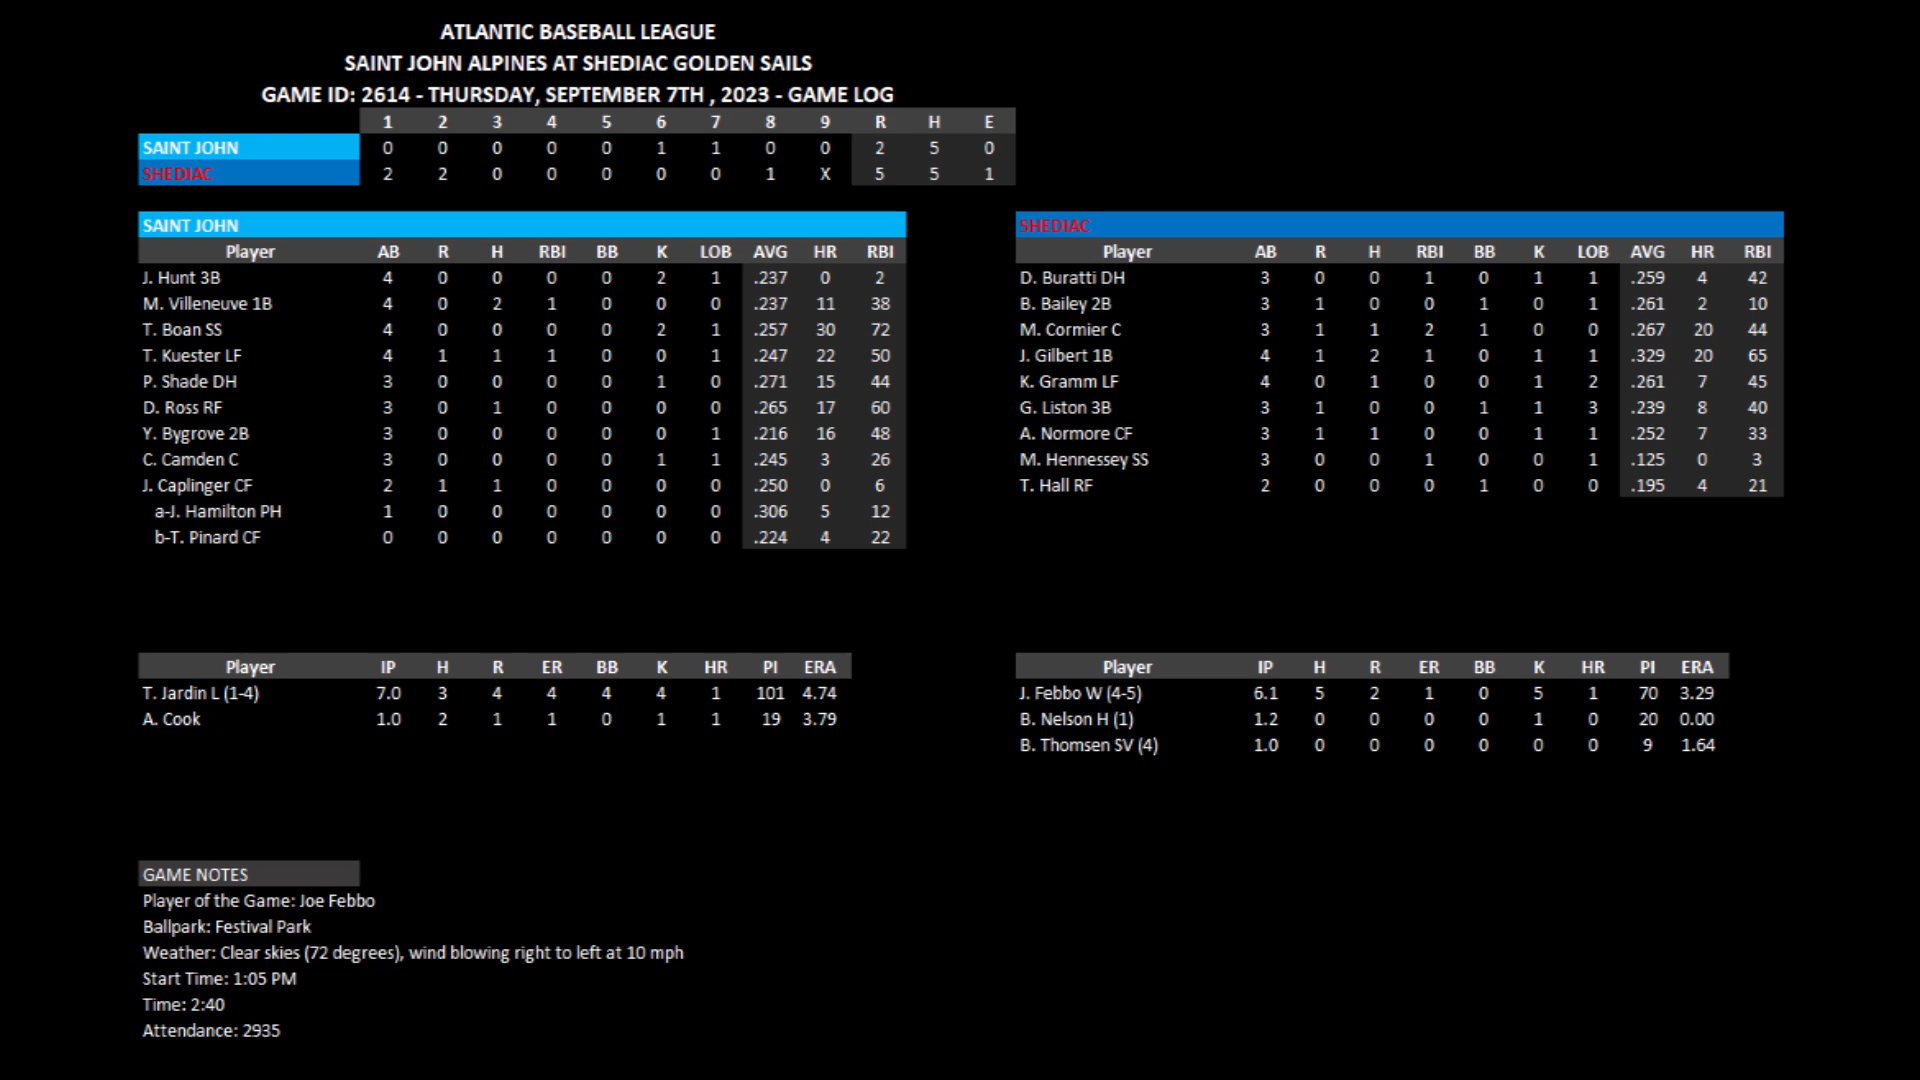 ATLANTIC BASEBALL LEAGUE
SAINT JOHN ALPINES AT SHEDIAC GOLDEN SAILS
GAME ID: 2614 - THURSDAY, SEPTEMBER 7TH , 2023 - GAME LOG
1 2 3 4 5 6 7 8 9 R H E
SAINT JOHN 0 0 0 0 0 1 1 0 0 2 5 0
SHEDIAC 2 2 0 0 0 0 0 1 X 5 5 1
SAINT JOHN
Player AB R H RBI BB K LOB AVG HR RBI
J. Hunt 3B 4 0 0 0 0 2 1 .237 0 2
M. Villeneuve 1B 4 0 2 1 0 0 0 .237 11 38
T. Boan SS 4 0 0 0 0 2 1 .257 30 72
T. Kuester LF 4 1 1 1 0 0 1 .247 22 50
P. Shade DH 3 0 0 0 0 1 0 .271 15 44
D. Ross RF 3 0 1 0 0 0 0 .265 17 60
Y. Bygrove 2B 3 0 0 0 0 0 1 .216 16 48
C. Camden C 3 0 0 0 0 1 1 .245 3 26
J. Caplinger CF 2 1 1 0 0 0 0 .250 0 6
a-J. Hamilton PH 1 0 0 0 0 0 0 .306 5 12
b-T. Pinard CF 0 0 0 0 0 0 0 .224 4 22
SHEDIAC
Player AB R H RBI BB K LOB AVG HR RBI
D. Buratti DH 3 0 0 1 0 1 1 .259 4 42
B. Bailey 2B 3 1 0 0 1 0 1 .261 2 10
M. Cormier C 3 1 1 2 1 0 0 .267 20 44
J. Gilbert 1B 4 1 2 1 0 1 1 .329 20 65
K. Gramm LF 4 0 1 0 0 1 2 .261 7 45
G. Liston 3B 3 1 0 0 1 1 3 .239 8 40
A. Normore CF 3 1 1 0 0 1 1 .252 7 33
M. Hennessey SS 3 0 0 1 0 0 1 .125 0 3
T. Hall RF 2 0 0 0 1 0 0 .195 4 21
Player IP H R ER BB K HR PI ERA
T. Jardin L (1-4) 7.0 3 4 4 4 4 1 101 4.74
A. Cook 1.0 2 1 1 0 1 1 19 3.79
Player IP H R ER BB K HR PI ERA
J. Febbo W (4-5) 6.1 5 2 1 0 5 1 70 3.29
B. Nelson H (1) 1.2 0 0 0 0 1 0 20 0.00
B. Thomsen SV (4) 1.0 0 0 0 0 0 0 9 1.64
GAME NOTES
Player of the Game: Joe Febbo
Ballpark: Festival Park
Weather: Clear skies (72 degrees), wind blowing right to left at 10 mph
Start Time: 1:05 PM
Time: 2:40
Attendance: 2935